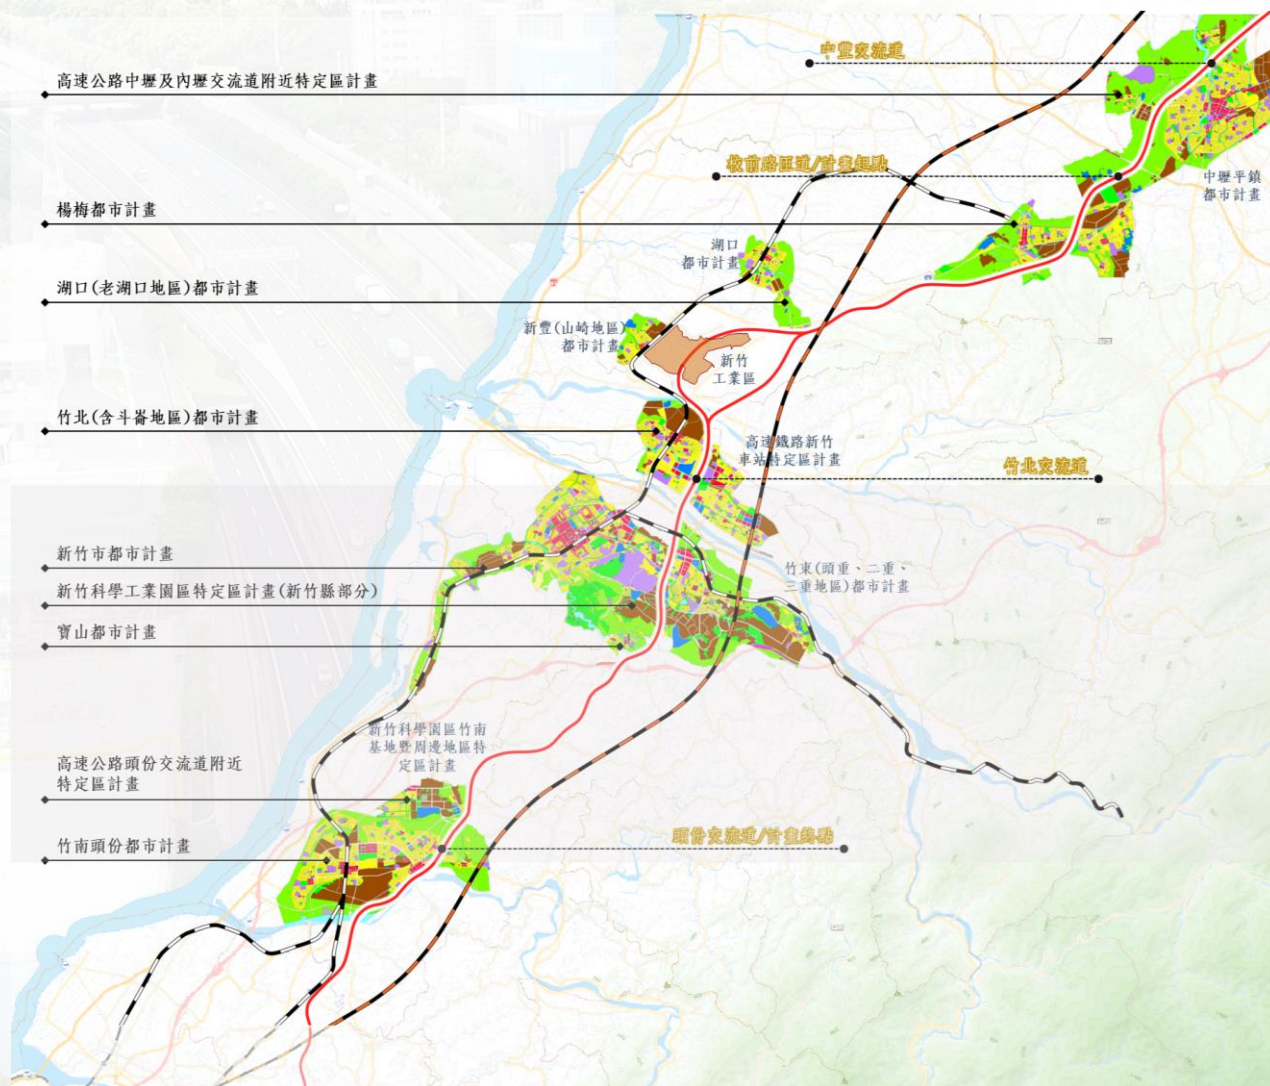 中豐交流道
高速公路中壢及內壢交流道附近特定區計畫
校前路匝道/計畫起點
中壢平鎮
都市計畫
楊梅都市計畫
湖口
都市計畫
湖口(老湖口地區)都市計畫
新豐(山崎地區)
都市計畫
新竹
工業區
竹北(含斗崙地區)都市計畫
高速鐵路新竹
車站特定區計畫
竹北交流道
新竹市都市計畫
竹東(頭重、二重、
三重地區)都市計畫
新竹科學工業園區特定區計畫(新竹縣部分)
寶山都市計畫
新竹科學園區竹南
基地暨周邊地區特
定區計畫
高速公路頭份交流道附近
特定區計畫
頭份交流道/計畫終點
竹南頭份都市計畫